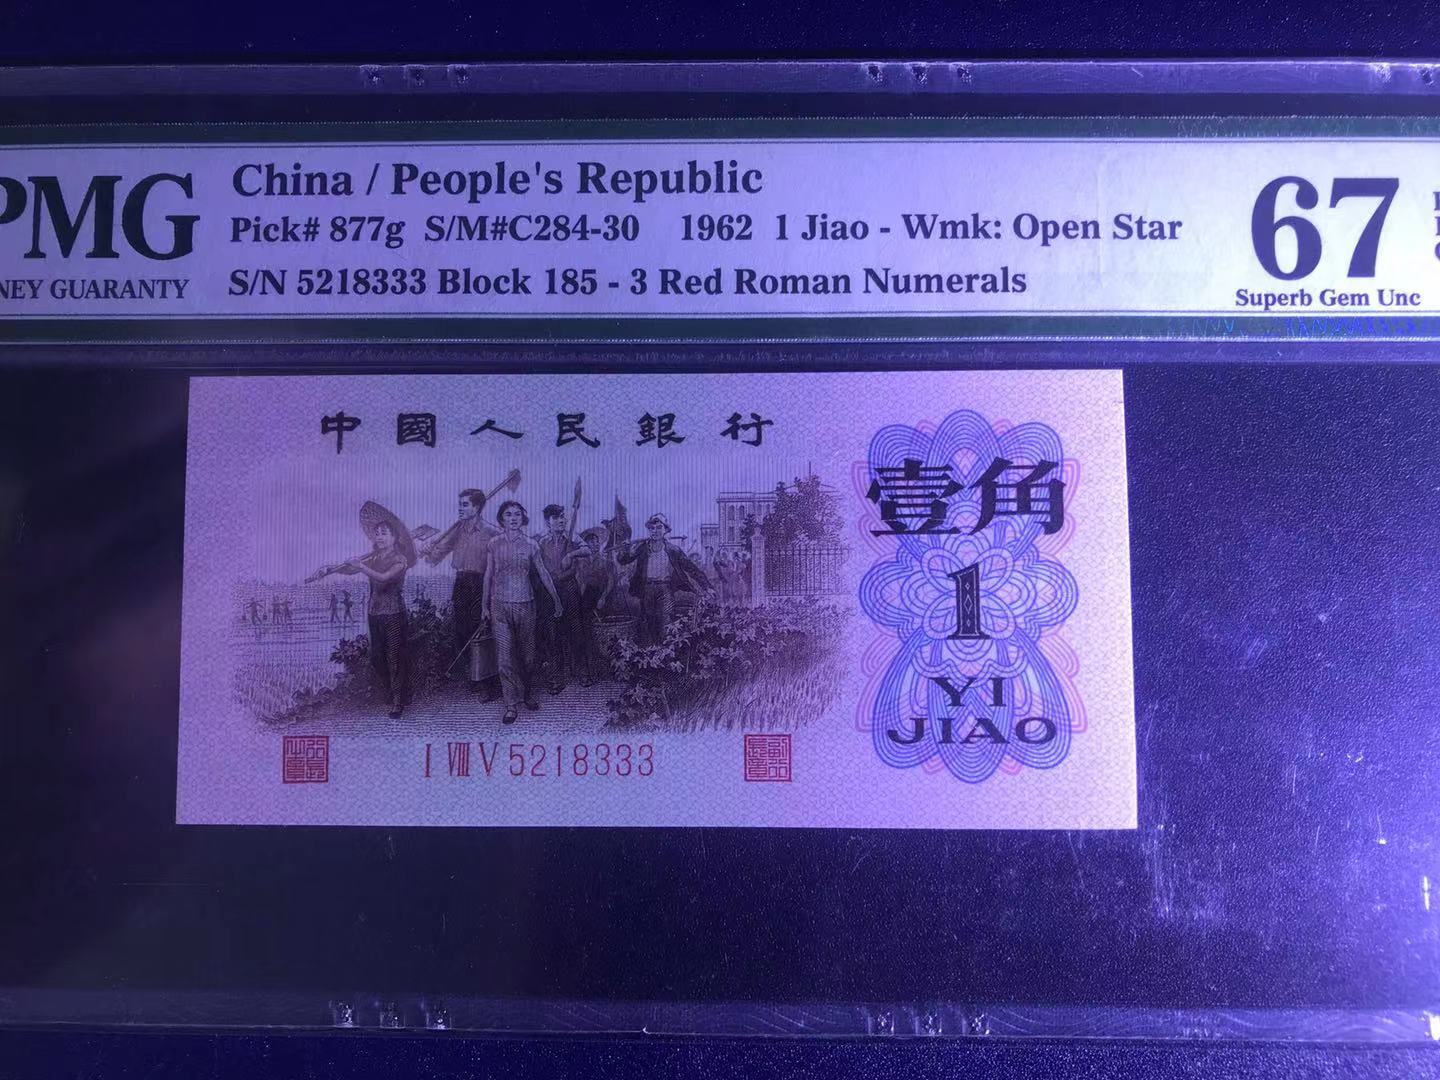 PMG
China / People's Republic
Pick# 877g S/M#C284-30 1962 1 Jiao - Wmk: Open Star
NEY GUARANTY
S/N 5218333 Block 185 - 3 Red Roman Numerals
67
Superb Gem Unc
中國人民銀行
壹角
1
YI
JIAO
I VIII V 5218333